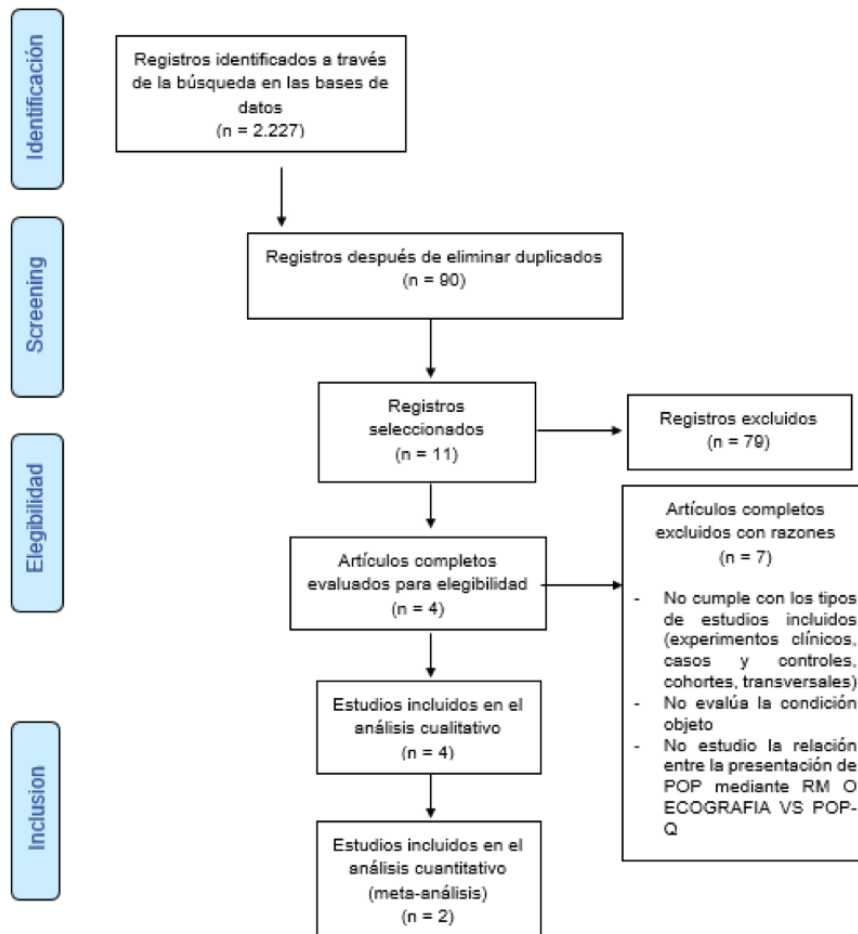 Identificación
Registros identificados a través
de la búsqueda en las bases de
datos
(n = 2.227)
Screening
Registros después de eliminar duplicados
(n = 90)
Registros
seleccionados
(n = 11)
Registros excluidos
(n = 79)
Elegibilidad
Artículos completos
evaluados para elegibilidad
(n = 4)
Artículos completos
excluidos con razones
(n = 7)
- No cumple con los tipos
de estudios incluidos
(experimentos clínicos,
casos y controles,
cohortes, transversales)
- No evalúa la condición
objeto
- No estudio la relación
entre la presentación de
POP mediante RM O
ECOGRAFIA VS POP-
Q
Inclusion
Estudios incluidos en el
análisis cualitativo
(n = 4)
Estudios incluidos en el
análisis cuantitativo
(meta-análisis)
(n = 2)